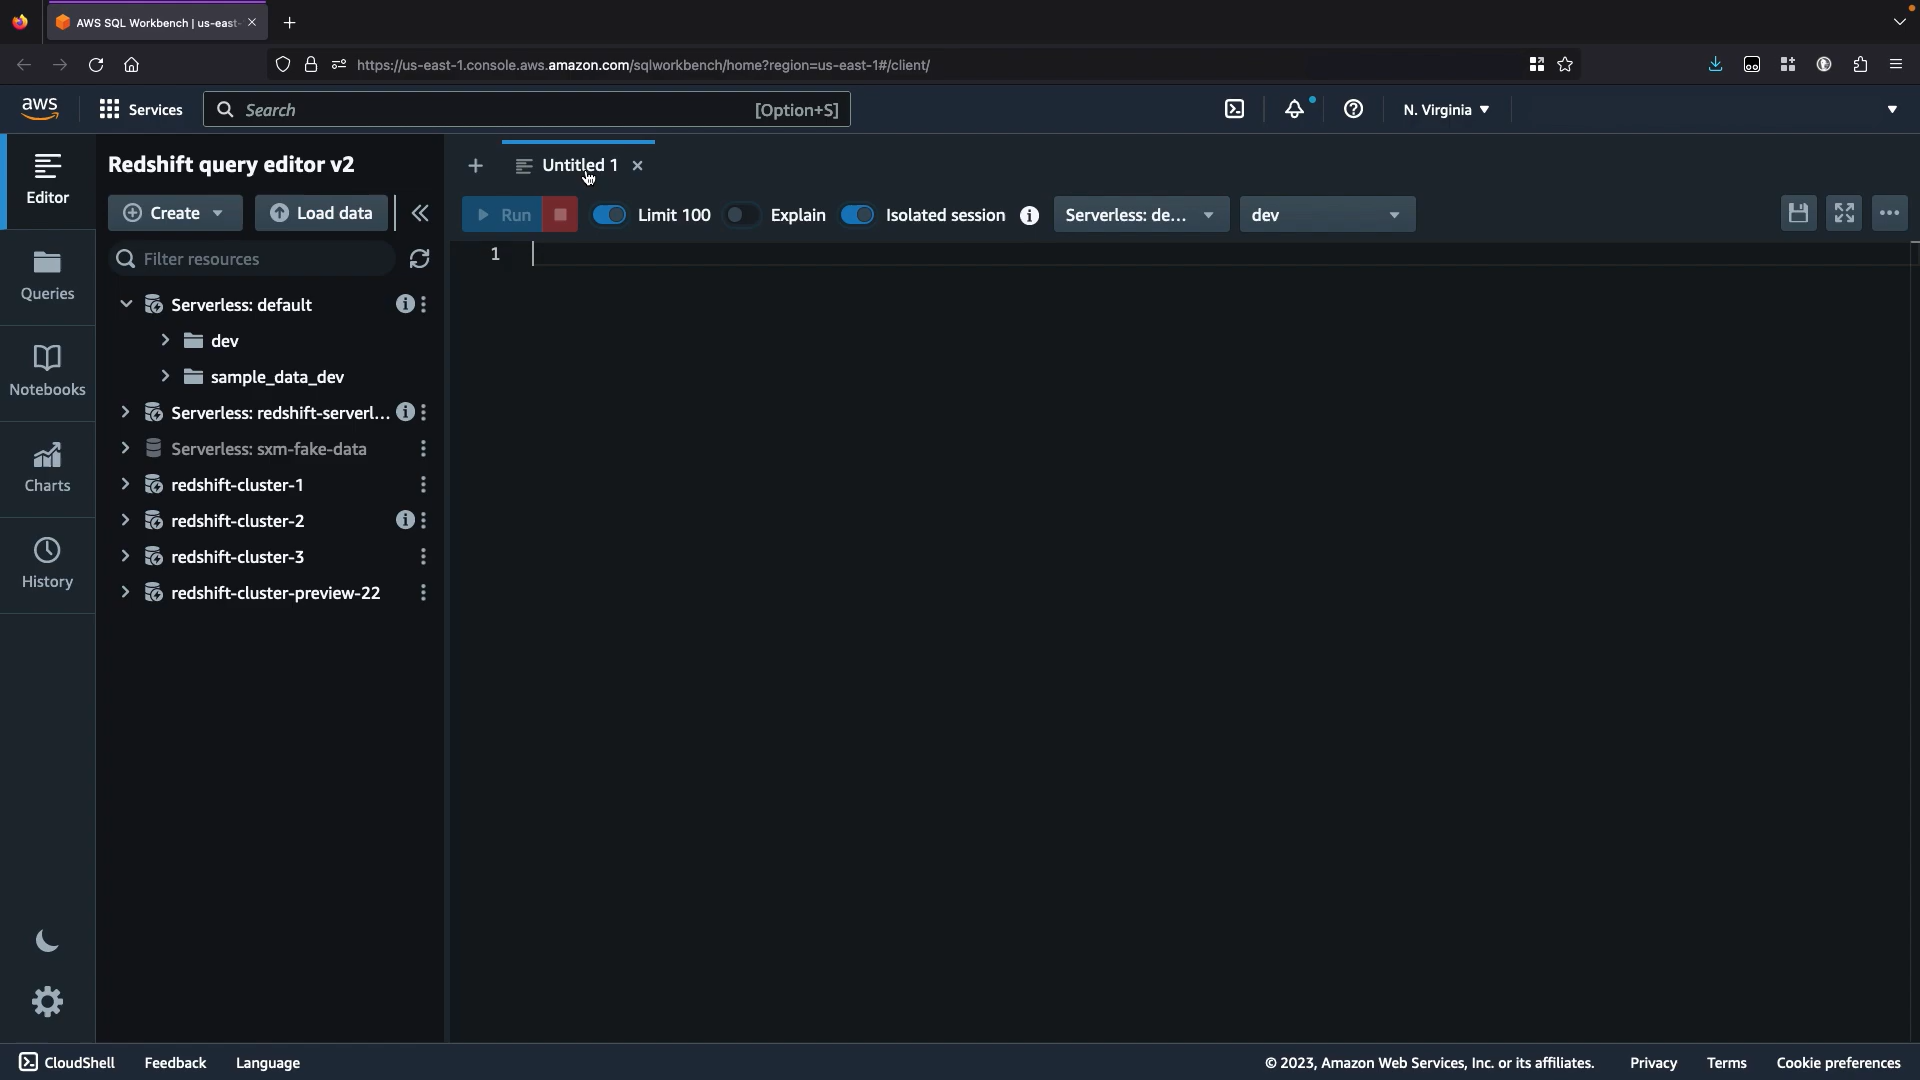 AWS SQL Workbench | us-east-
https://us-east-1.console.aws.amazon.com/sqlworkbench/home?region=us-east-1#/client/
aws
Services
Search
[Option+S]
N. Virginia
Editor
Queries
Notebooks
Charts
History
Redshift query editor v2
Create
Load data
Filter resources
Serverless: default
dev
sample_data_dev
Serverless: redshift-serverl...
Serverless: sxm-fake-data
redshift-cluster-1
redshift-cluster-2
redshift-cluster-3
redshift-cluster-preview-22
Untitled 1
Run
Limit 100
Explain
Isolated session
Serverless: de...
dev
1
CloudShell
Feedback
Language
© 2023, Amazon Web Services, Inc. or its affiliates.
Privacy
Terms
Cookie preferences